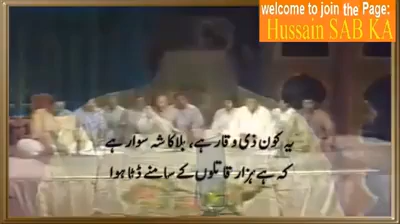 welcome to join the Page:
Hussain SAB KA
یہ کون ذی وقار ہے، بلا کا شہ سوار ہے
کہ ہے ہزار قاتلوں کے سامنے ڈٹا ہوا